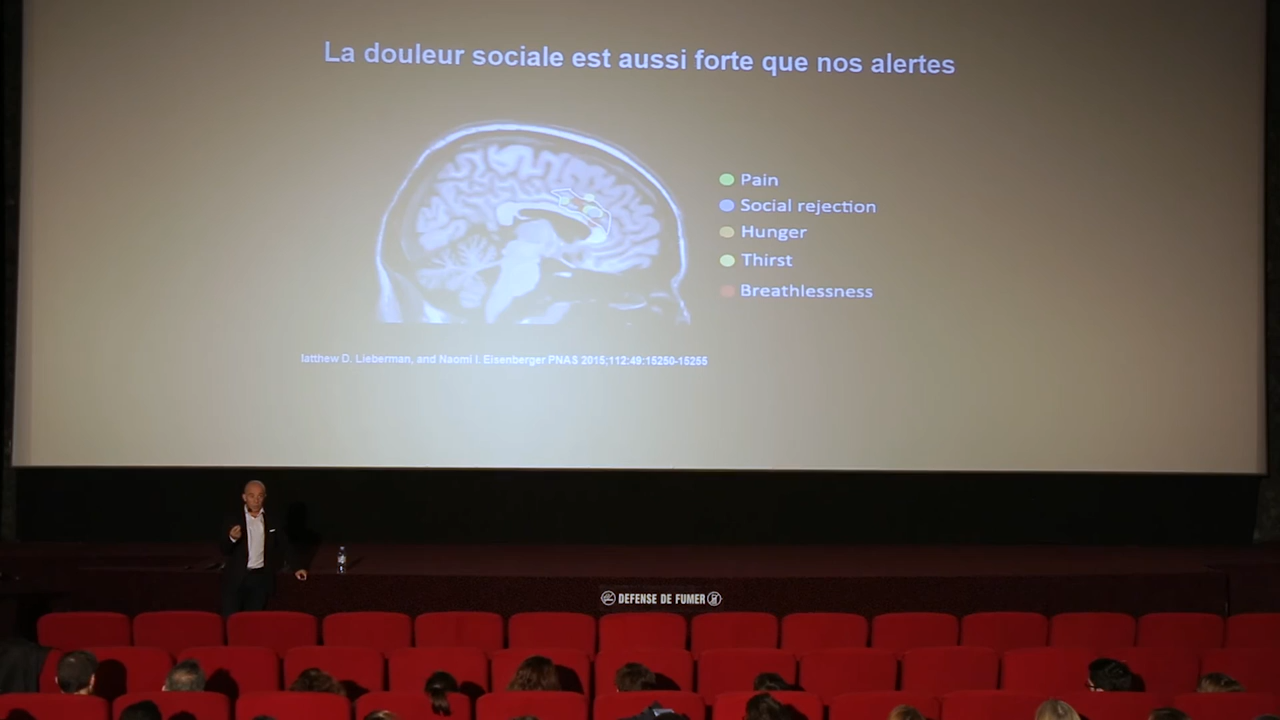 La douleur sociale est aussi forte que nos alertes
Pain
Social rejection
Hunger
Thirst
Breathlessness
atthew D. Lieberman, and Naomi I. Eisenberger PNAS 2015;112:49:15250-15255
DEFENSE DE FUMER